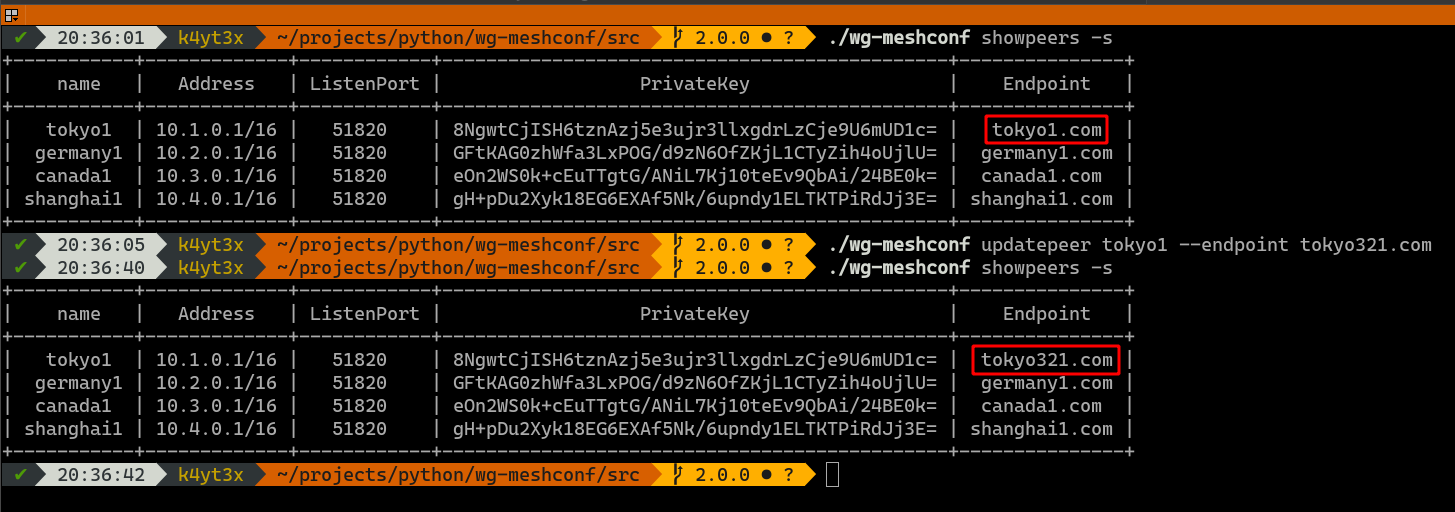 ✔ 20:36:01 k4yt3x ~/projects/python/wg-meshconf/src 2.0.0 ● ? ./wg-meshconf showpeers -s
+-----------+-------------+------------+----------------------------------------------+---------------+
| name | Address | ListenPort | PrivateKey | Endpoint |
+-----------+-------------+------------+----------------------------------------------+---------------+
| tokyo1 | 10.1.0.1/16 | 51820 | 8NgwtCjISH6tznAzj5e3ujr3llxgdrLzCje9U6mUD1c= | tokyo1.com |
| germany1 | 10.2.0.1/16 | 51820 | GFtKAG0zhWfa3LxPOG/d9zN6OfZKjL1CTyZih4oUjlU= | germany1.com |
| canada1 | 10.3.0.1/16 | 51820 | eOn2WS0k+cEuTTgtG/ANiL7Kj10teEv9QbAi/24BE0k= | canada1.com |
| shanghai1 | 10.4.0.1/16 | 51820 | gH+pDu2Xyk18EG6EXAf5Nk/6upndy1ELTKTPiRdJj3E= | shanghai1.com |
+-----------+-------------+------------+----------------------------------------------+---------------+
✔ 20:36:05 k4yt3x ~/projects/python/wg-meshconf/src 2.0.0 ● ? ./wg-meshconf updatepeer tokyo1 --endpoint tokyo321.com
✔ 20:36:40 k4yt3x ~/projects/python/wg-meshconf/src 2.0.0 ● ? ./wg-meshconf showpeers -s
+-----------+-------------+------------+----------------------------------------------+---------------+
| name | Address | ListenPort | PrivateKey | Endpoint |
+-----------+-------------+------------+----------------------------------------------+---------------+
| tokyo1 | 10.1.0.1/16 | 51820 | 8NgwtCjISH6tznAzj5e3ujr3llxgdrLzCje9U6mUD1c= | tokyo321.com |
| germany1 | 10.2.0.1/16 | 51820 | GFtKAG0zhWfa3LxPOG/d9zN6OfZKjL1CTyZih4oUjlU= | germany1.com |
| canada1 | 10.3.0.1/16 | 51820 | eOn2WS0k+cEuTTgtG/ANiL7Kj10teEv9QbAi/24BE0k= | canada1.com |
| shanghai1 | 10.4.0.1/16 | 51820 | gH+pDu2Xyk18EG6EXAf5Nk/6upndy1ELTKTPiRdJj3E= | shanghai1.com |
+-----------+-------------+------------+----------------------------------------------+---------------+
✔ 20:36:42 k4yt3x ~/projects/python/wg-meshconf/src 2.0.0 ● ?